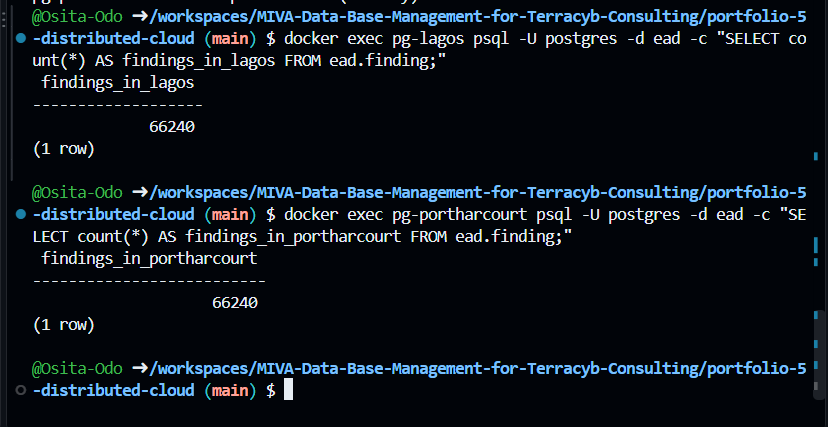 @Osita-Odo ➜/workspaces/MIVA-Data-Base-Management-for-Terracyb-Consulting/portfolio-5
-distributed-cloud (main) $ docker exec pg-lagos psql -U postgres -d ead -c "SELECT co
unt(*) AS findings_in_lagos FROM ead.finding;"
 findings_in_lagos
-------------------
             66240
(1 row)

@Osita-Odo ➜/workspaces/MIVA-Data-Base-Management-for-Terracyb-Consulting/portfolio-5
-distributed-cloud (main) $ docker exec pg-portharcourt psql -U postgres -d ead -c "SE
LECT count(*) AS findings_in_portharcourt FROM ead.finding;"
 findings_in_portharcourt
--------------------------
                    66240
(1 row)

@Osita-Odo ➜/workspaces/MIVA-Data-Base-Management-for-Terracyb-Consulting/portfolio-5
-distributed-cloud (main) $